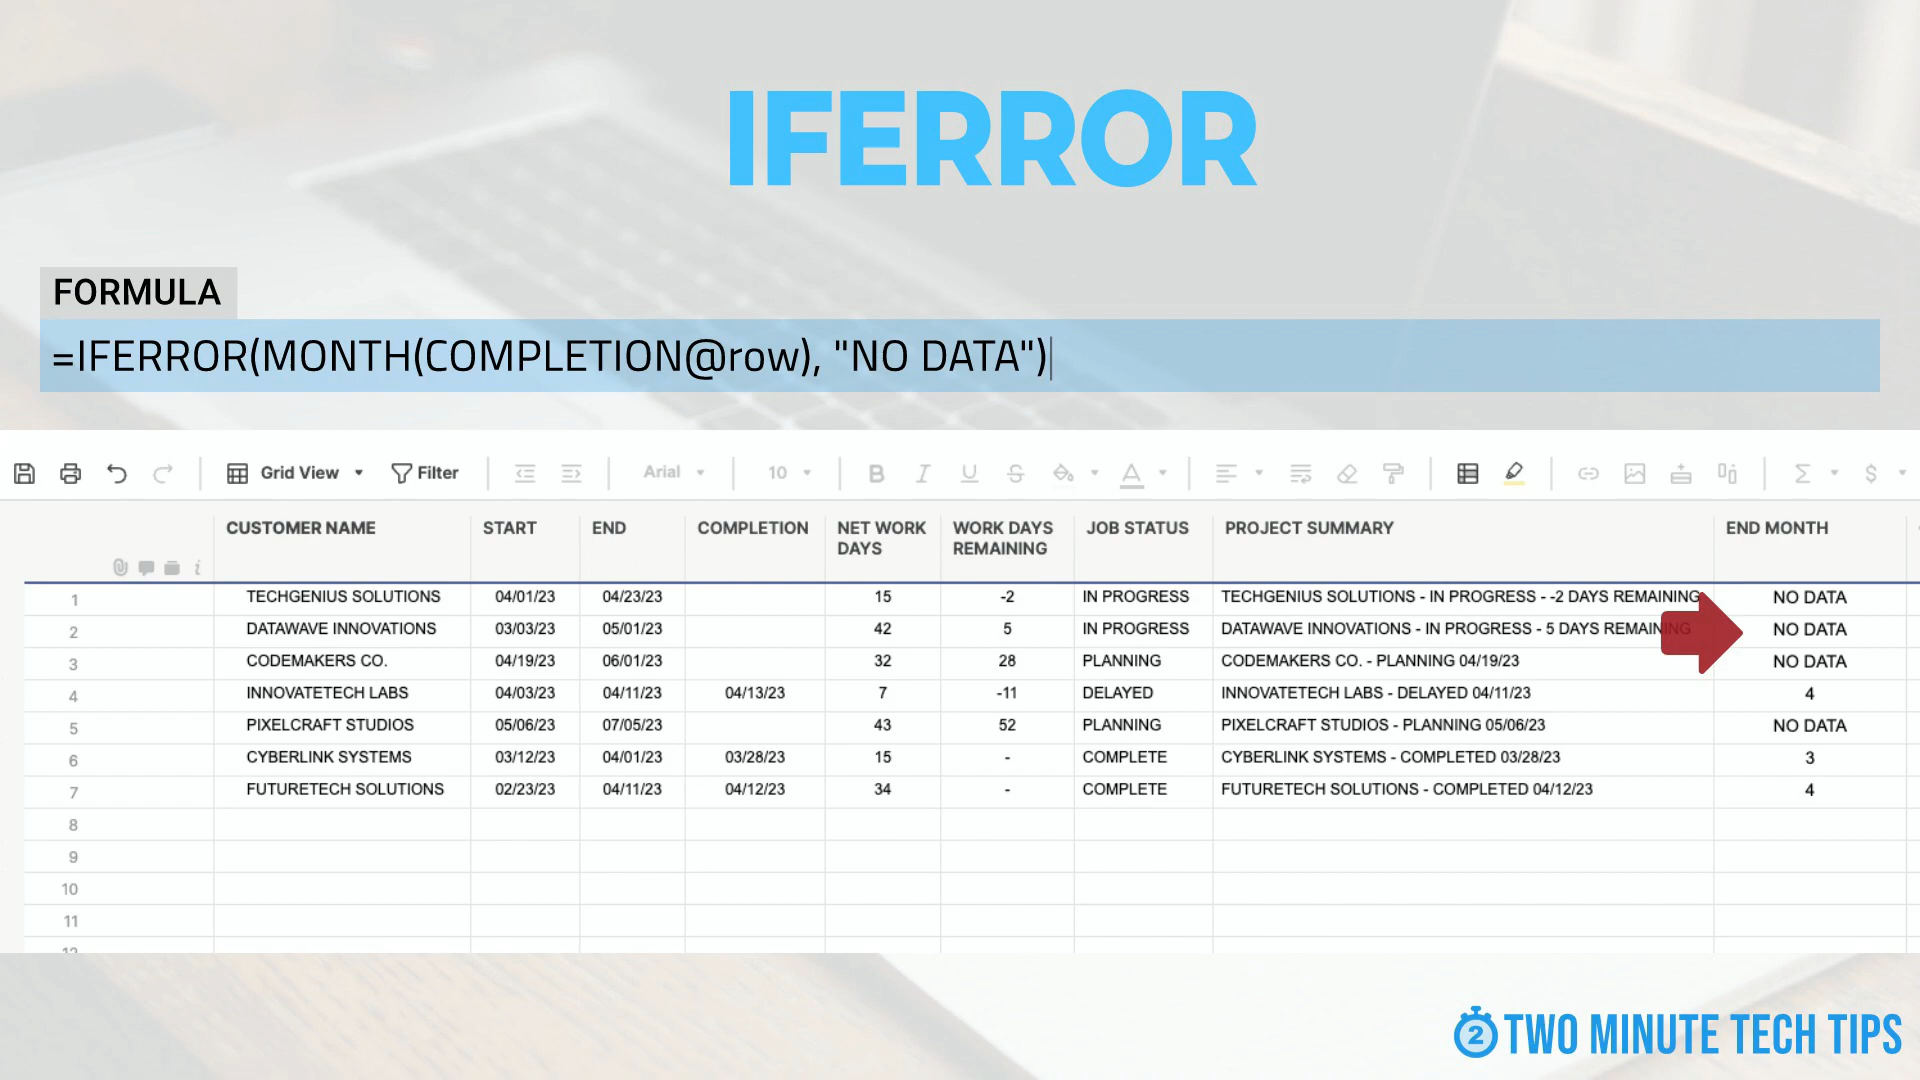 IFERROR
FORMULA
=IFERROR(MONTH(COMPLETION@row), "NO DATA")
Grid View Filter Arial 10 B I U S A Σ $
CUSTOMER NAME START END COMPLETION NET WORK DAYS WORK DAYS REMAINING JOB STATUS PROJECT SUMMARY END MONTH
1 TECHGENIUS SOLUTIONS 04/01/23 04/23/23 15 -2 IN PROGRESS TECHGENIUS SOLUTIONS - IN PROGRESS - -2 DAYS REMAINING NO DATA
2 DATAWAVE INNOVATIONS 03/03/23 05/01/23 42 5 IN PROGRESS DATAWAVE INNOVATIONS - IN PROGRESS - 5 DAYS REMAINING NO DATA
3 CODEMAKERS CO. 04/19/23 06/01/23 32 28 PLANNING CODEMAKERS CO. - PLANNING 04/19/23 NO DATA
4 INNOVATETECH LABS 04/03/23 04/11/23 04/13/23 7 -11 DELAYED INNOVATETECH LABS - DELAYED 04/11/23 4
5 PIXELCRAFT STUDIOS 05/06/23 07/05/23 43 52 PLANNING PIXELCRAFT STUDIOS - PLANNING 05/06/23 NO DATA
6 CYBERLINK SYSTEMS 03/12/23 04/01/23 03/28/23 15 - COMPLETE CYBERLINK SYSTEMS - COMPLETED 03/28/23 3
7 FUTURETECH SOLUTIONS 02/23/23 04/11/23 04/12/23 34 - COMPLETE FUTURETECH SOLUTIONS - COMPLETED 04/12/23 4
8
9
10
11
12
2 TWO MINUTE TECH TIPS